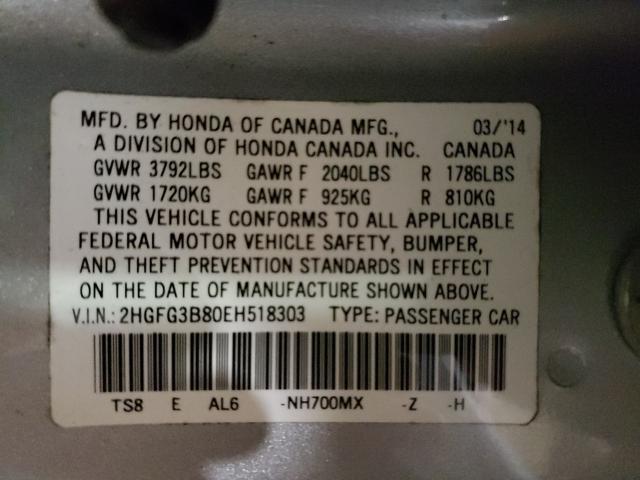 MFD. BY HONDA OF CANADA MFG., 03/'14
A DIVISION OF HONDA CANADA INC. CANADA
GVWR 3792LBS GAWR F 2040LBS R 1786LBS
GVWR 1720KG GAWR F 925KG R 810KG
THIS VEHICLE CONFORMS TO ALL APPLICABLE
FEDERAL MOTOR VEHICLE SAFETY, BUMPER,
AND THEFT PREVENTION STANDARDS IN EFFECT
ON THE DATE OF MANUFACTURE SHOWN ABOVE.
V.I.N.: 2HGFG3B80EH518303 TYPE: PASSENGER CAR
TS8 E AL6 -NH700MX -Z -H